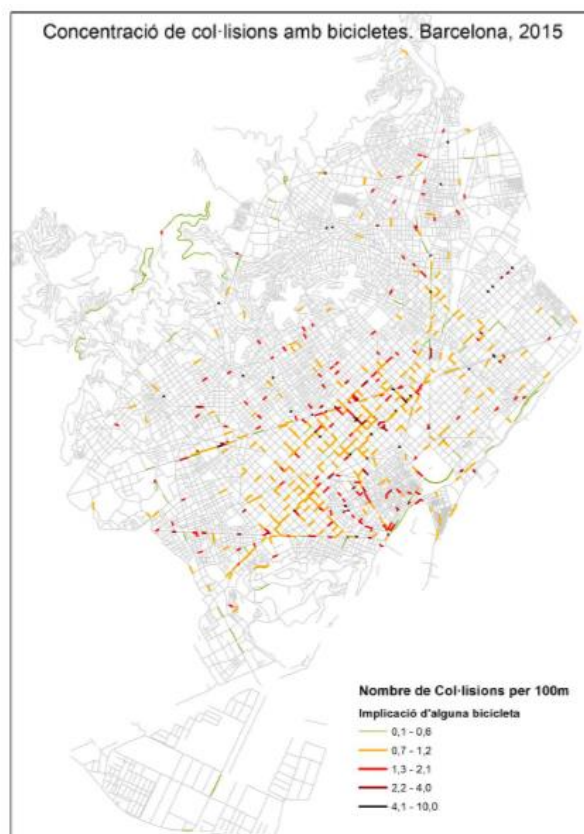 Concentració de col·lisions amb bicicletes. Barcelona, 2015
Nombre de Col·lisions per 100m
Implicació d'alguna bicicleta
0,1 - 0,6
0,7 - 1,2
1,3 - 2,1
2,2 - 4,0
4,1 - 10,0